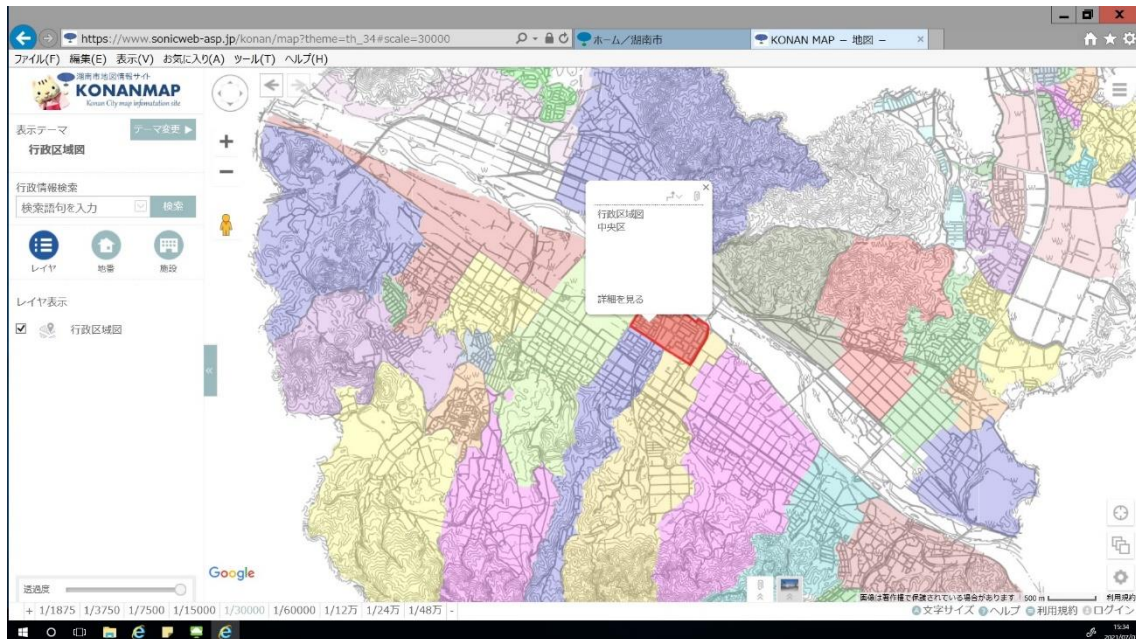 https://www.sonicweb-asp.jp/konan/map?theme=th_34#scale=30000
ホーム/湖南市
KONAN MAP － 地図 －
ファイル(F) 編集(E) 表示(V) お気に入り(A) ツール(T) ヘルプ(H)
湖南市地図情報サイト
KONANMAP
Konan City map infomutation site
表示テーマ
テーマ変更 ▶
行政区域図
行政情報検索
検索語句を入力
検索
レイヤ 地番 施設
レイヤ表示
行政区域図
行政区域図
中央区
詳細を見る
Google
透過度
画像は著作権で保護されている場合があります
500 m
利用規約
+ 1/1875 1/3750 1/7500 1/15000 1/30000 1/60000 1/12万 1/24万 1/48万 -
文字サイズ ヘルプ 利用規約 ログイン
15:34